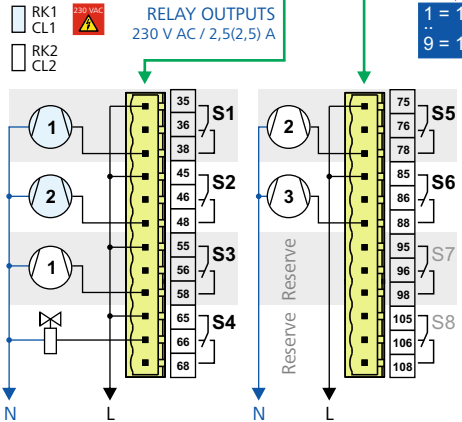 RK1
CL1
230 VAC
RK2
CL2
RELAY OUTPUTS
230 V AC / 2,5(2,5) A
1 = 1
..
9 = 1
1
35
36
38
S1
2
45
46
48
S2
1
55
56
58
S3
65
66
68
S4
N
L
2
75
76
78
S5
3
85
86
88
S6
Reserve
95
96
98
S7
Reserve
105
106
108
S8
N
L